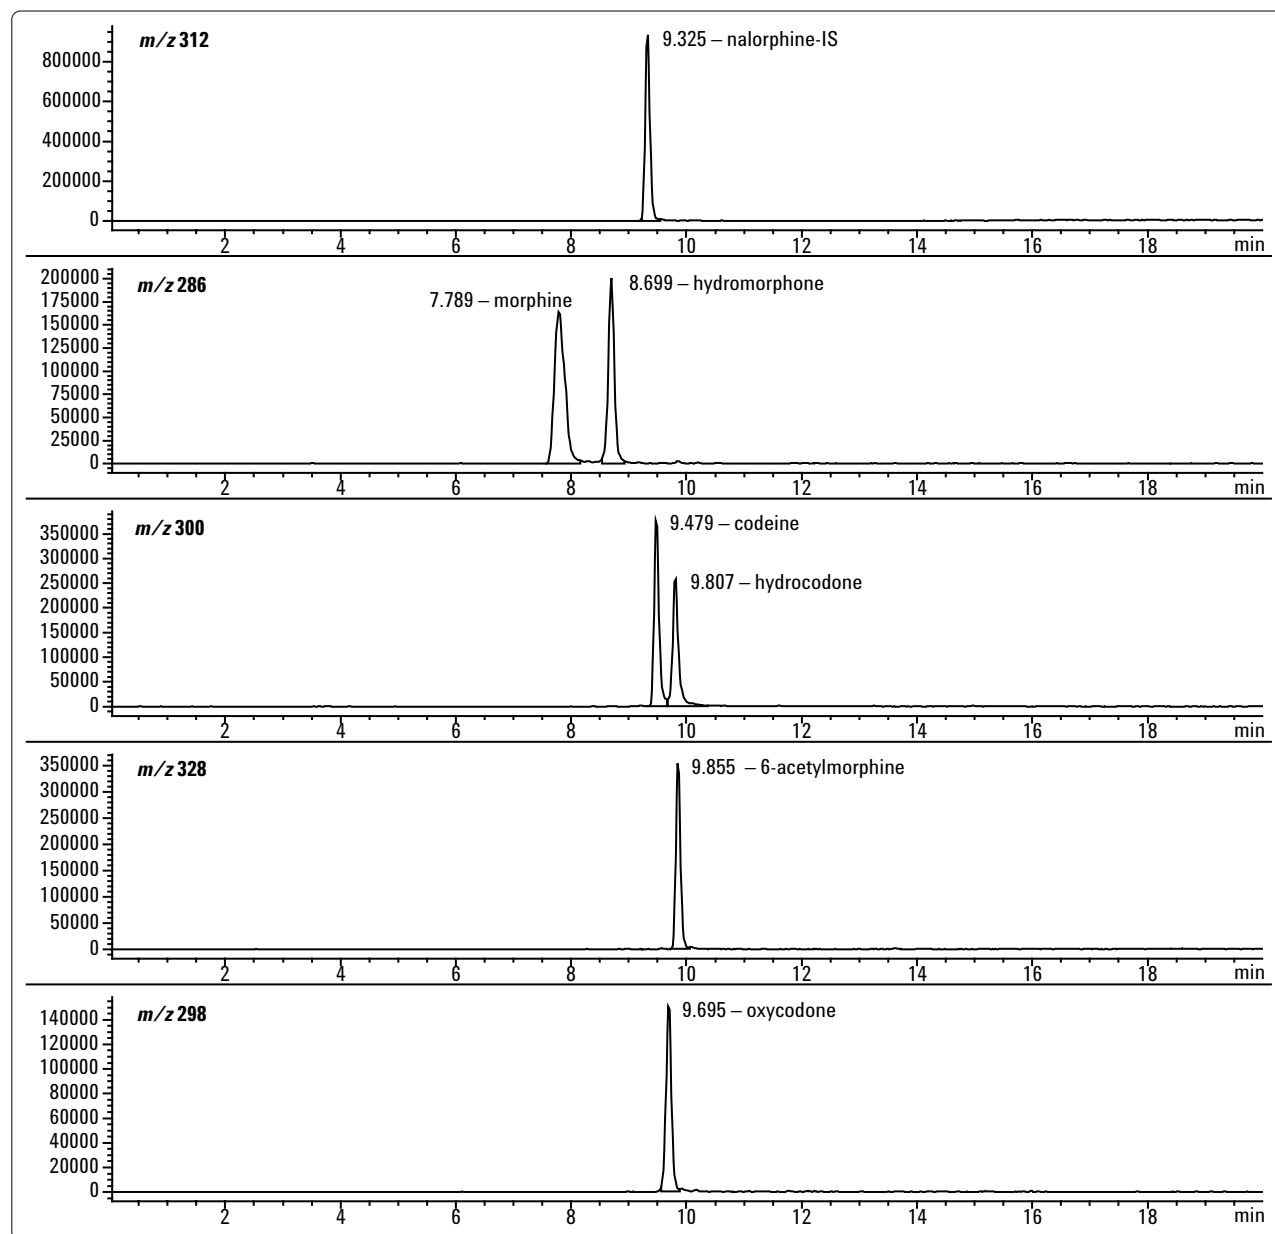 m/z 312
9.325 – nalorphine-IS
800000
600000
400000
200000
0
2 4 6 8 10 12 14 16 18 min
m/z 286
8.699 – hydromorphone
7.789 – morphine
200000
175000
150000
125000
100000
75000
50000
25000
0
2 4 6 8 10 12 14 16 18 min
m/z 300
9.479 – codeine
9.807 – hydrocodone
350000
300000
250000
200000
150000
100000
50000
0
2 4 6 8 10 12 14 16 18 min
m/z 328
9.855 – 6-acetylmorphine
350000
300000
250000
200000
150000
100000
50000
0
2 4 6 8 10 12 14 16 18 min
m/z 298
9.695 – oxycodone
140000
120000
100000
80000
60000
40000
20000
0
2 4 6 8 10 12 14 16 18 min